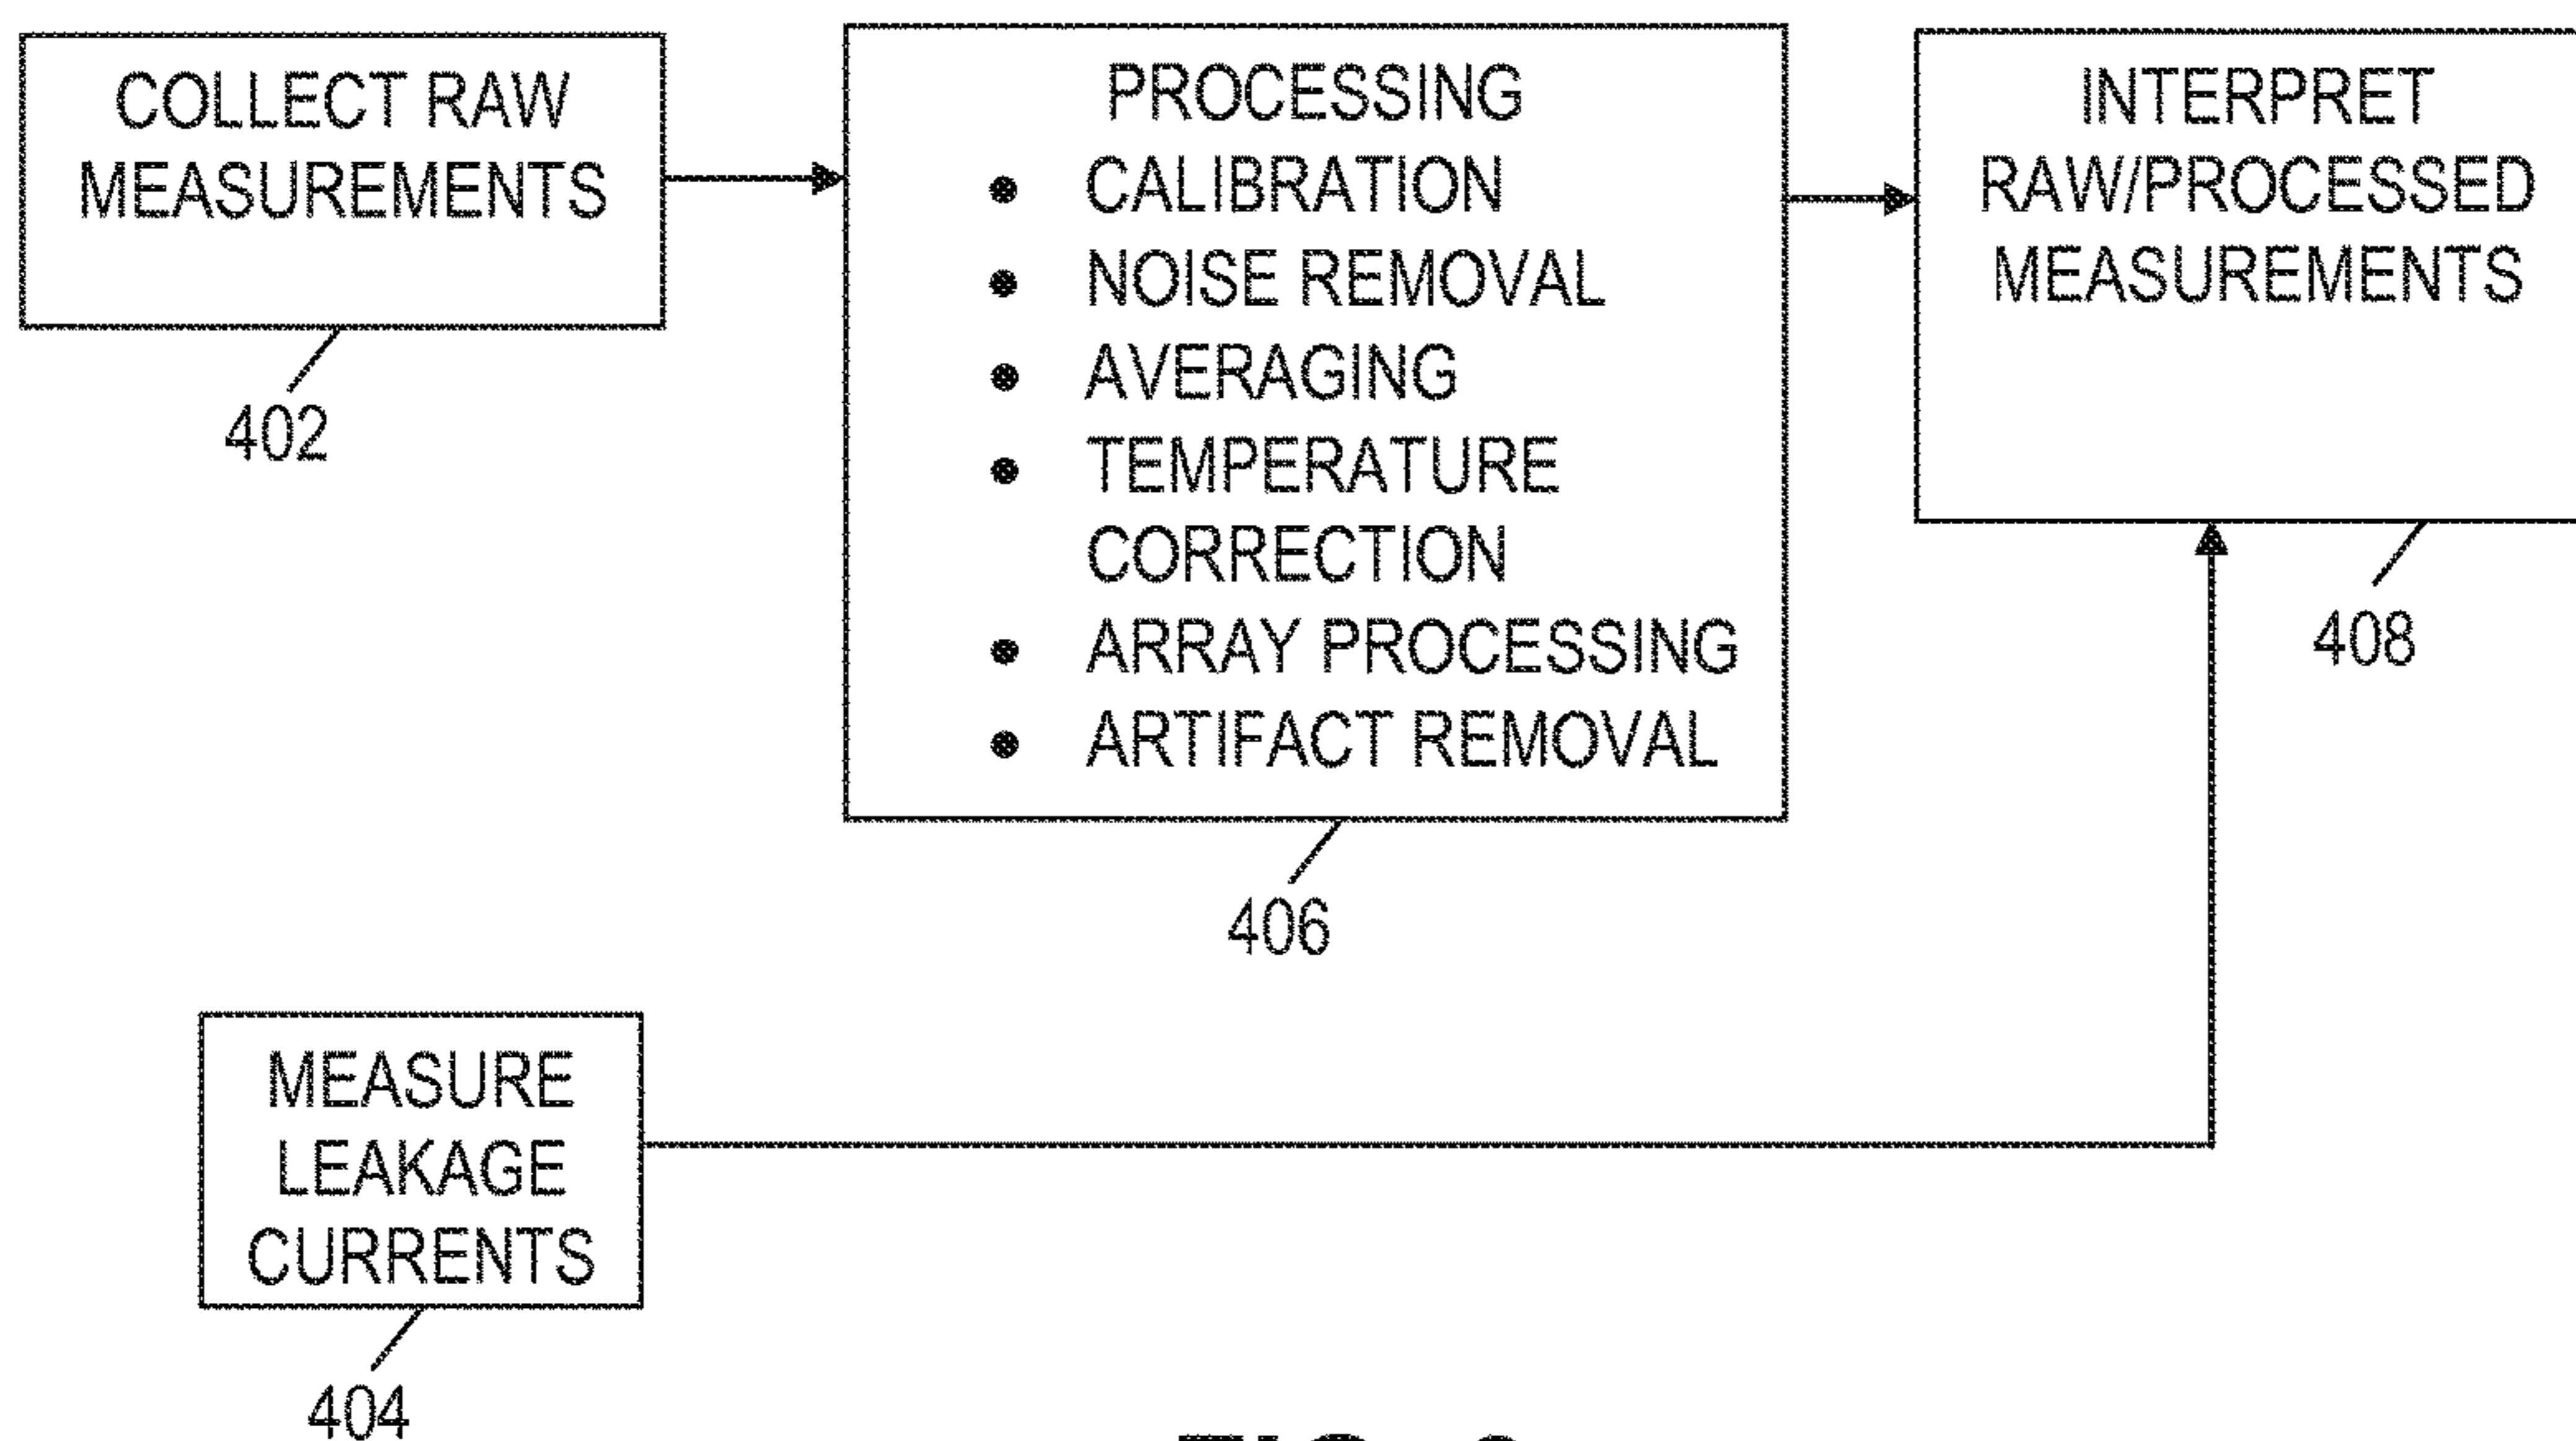 COLLECT RAW
MEASUREMENTS
402
PROCESSING
• CALIBRATION
• NOISE REMOVAL
• AVERAGING
• TEMPERATURE
CORRECTION
• ARRAY PROCESSING
• ARTIFACT REMOVAL
406
INTERPRET
RAW/PROCESSED
MEASUREMENTS
408
MEASURE
LEAKAGE
CURRENTS
404